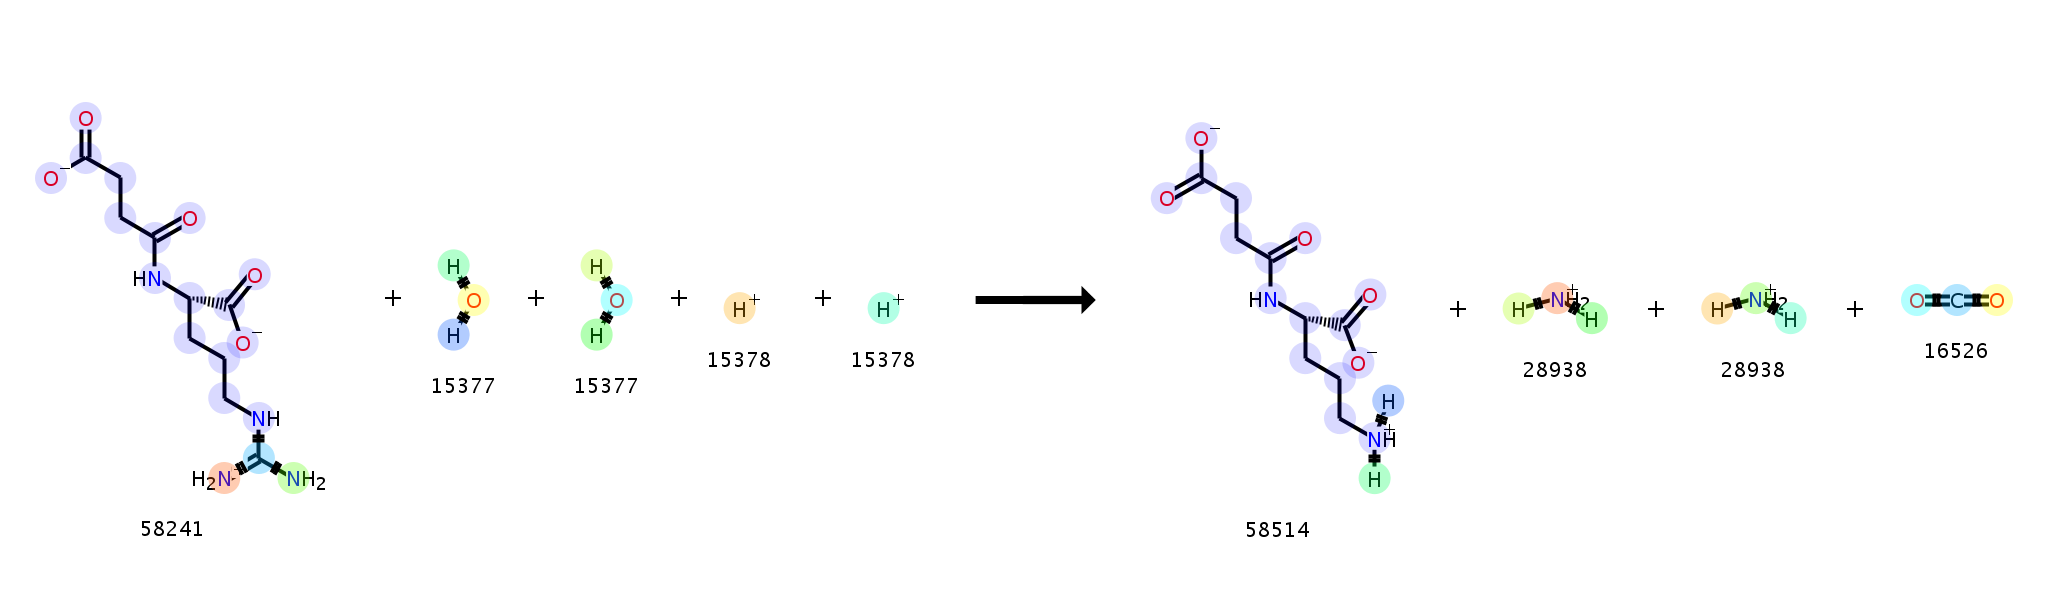 O
O−
O
HN
O
O−
NH
H2N+
NH2
58241
+
H
O
H
15377
+
H
O
H
15377
+
H+
15378
+
H+
15378
O−
O
O
HN
O
O−
H
NH+
H
58514
+
H
NH2+
H
28938
+
H
NH2+
H
28938
+
O
C
O
16526